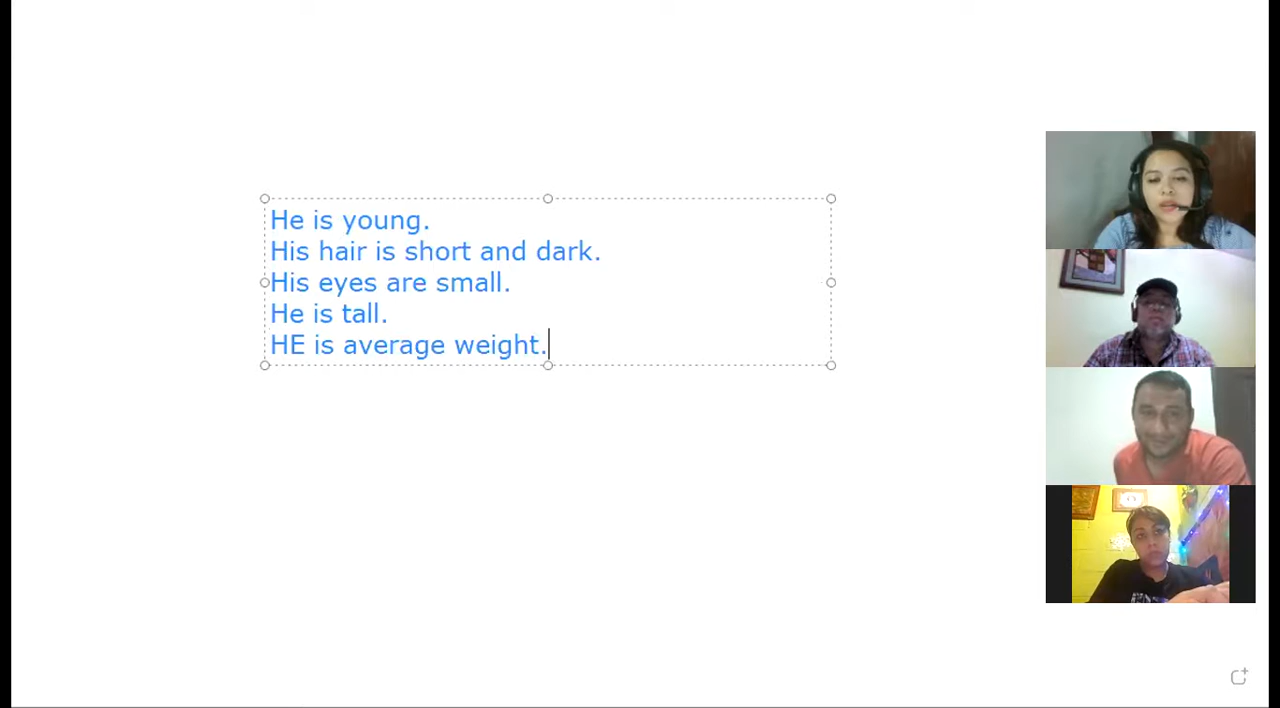 He is young.
His hair is short and dark.
His eyes are small.
He is tall.
HE is average weight.